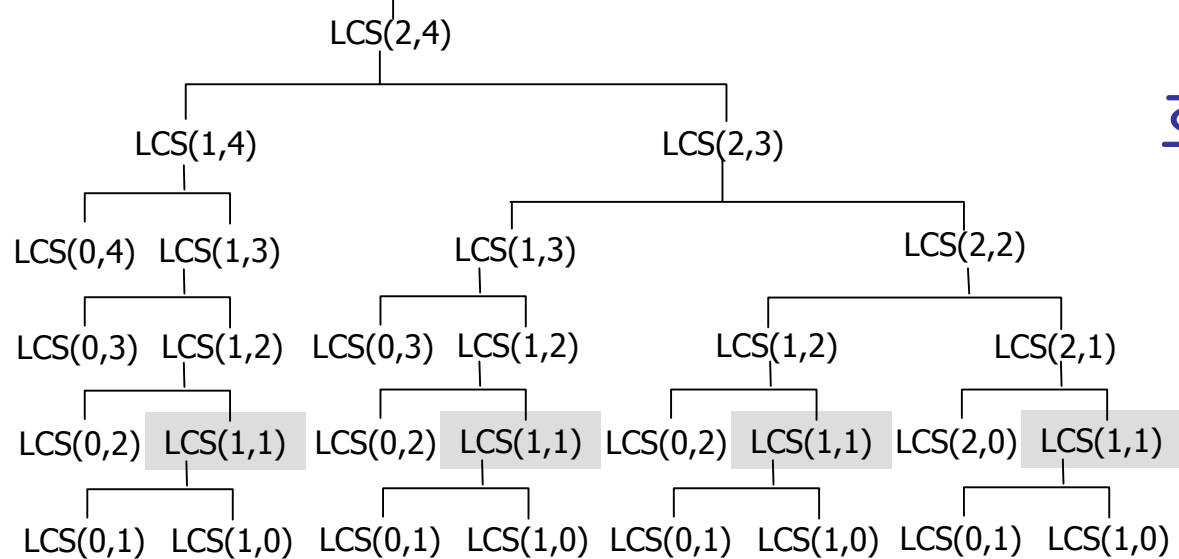 LCS(2,4)
LCS(1,4) LCS(2,3)
LCS(0,4) LCS(1,3) LCS(1,3) LCS(2,2)
LCS(0,3) LCS(1,2) LCS(0,3) LCS(1,2) LCS(1,2) LCS(2,1)
LCS(0,2) LCS(1,1) LCS(0,2) LCS(1,1) LCS(0,2) LCS(1,1) LCS(2,0) LCS(1,1)
LCS(0,1) LCS(1,0) LCS(0,1) LCS(1,0) LCS(0,1) LCS(1,0) LCS(0,1) LCS(1,0)